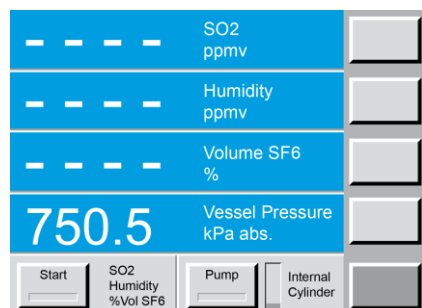 – – – – SO2
ppmv
– – – – Humidity
ppmv
– – – – Volume SF6
%
750.5 Vessel Pressure
kPa abs.
Start
SO2
Humidity
%Vol SF6
Pump
Internal
Cylinder